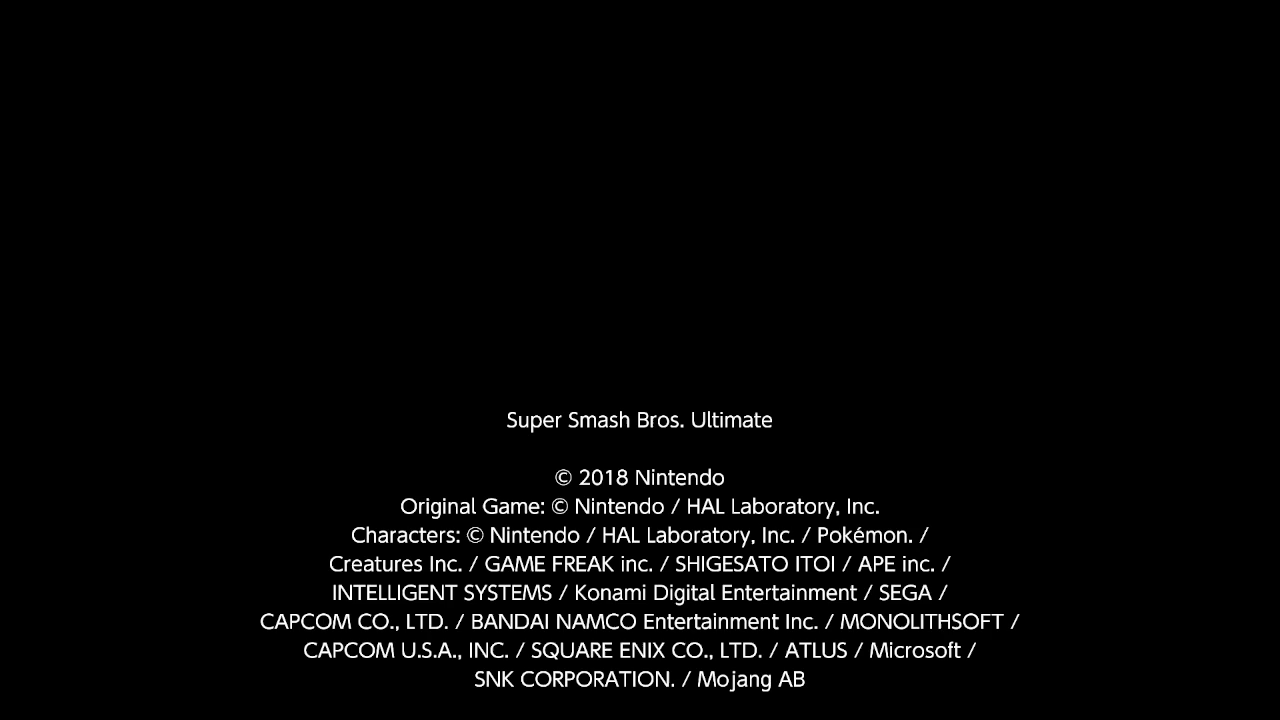 Super Smash Bros. Ultimate
© 2018 Nintendo
Original Game: © Nintendo / HAL Laboratory, Inc.
Characters: © Nintendo / HAL Laboratory, Inc. / Pokémon. /
Creatures Inc. / GAME FREAK inc. / SHIGESATO ITOI / APE inc. /
INTELLIGENT SYSTEMS / Konami Digital Entertainment / SEGA /
CAPCOM CO., LTD. / BANDAI NAMCO Entertainment Inc. / MONOLITHSOFT /
CAPCOM U.S.A., INC. / SQUARE ENIX CO., LTD. / ATLUS / Microsoft /
SNK CORPORATION. / Mojang AB